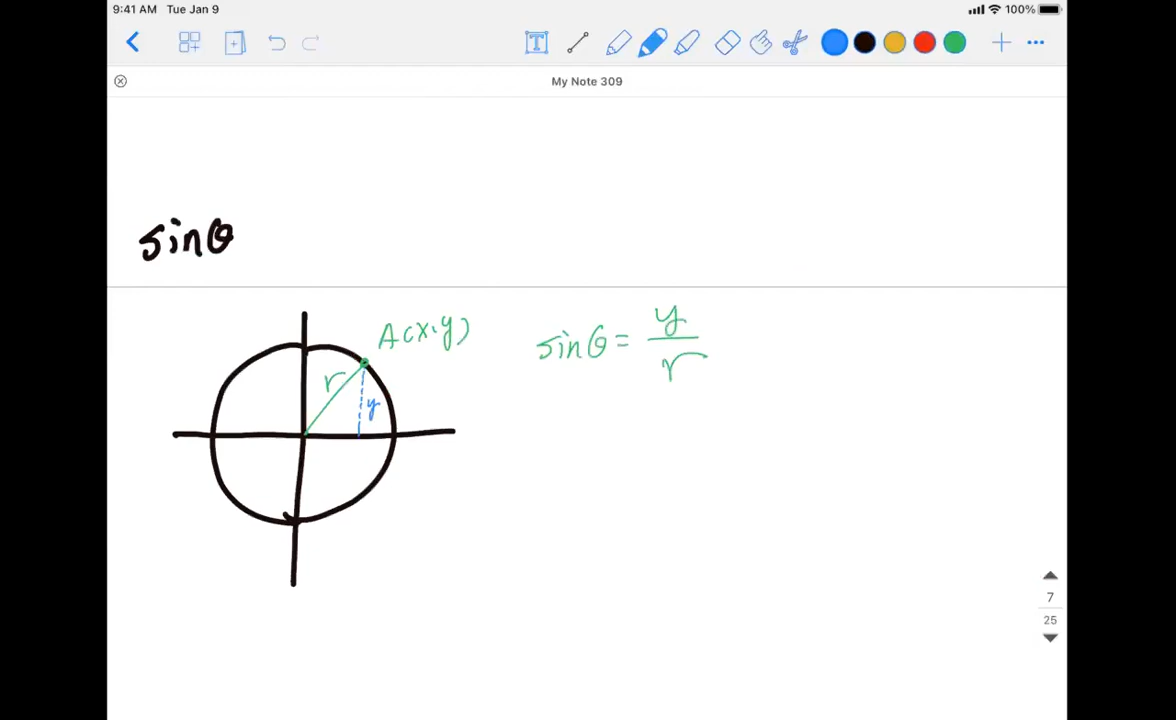 9:41 AM Tue Jan 9 100%
My Note 309
sinθ
A(x,y)
sinθ = y/r
r
y
7
25